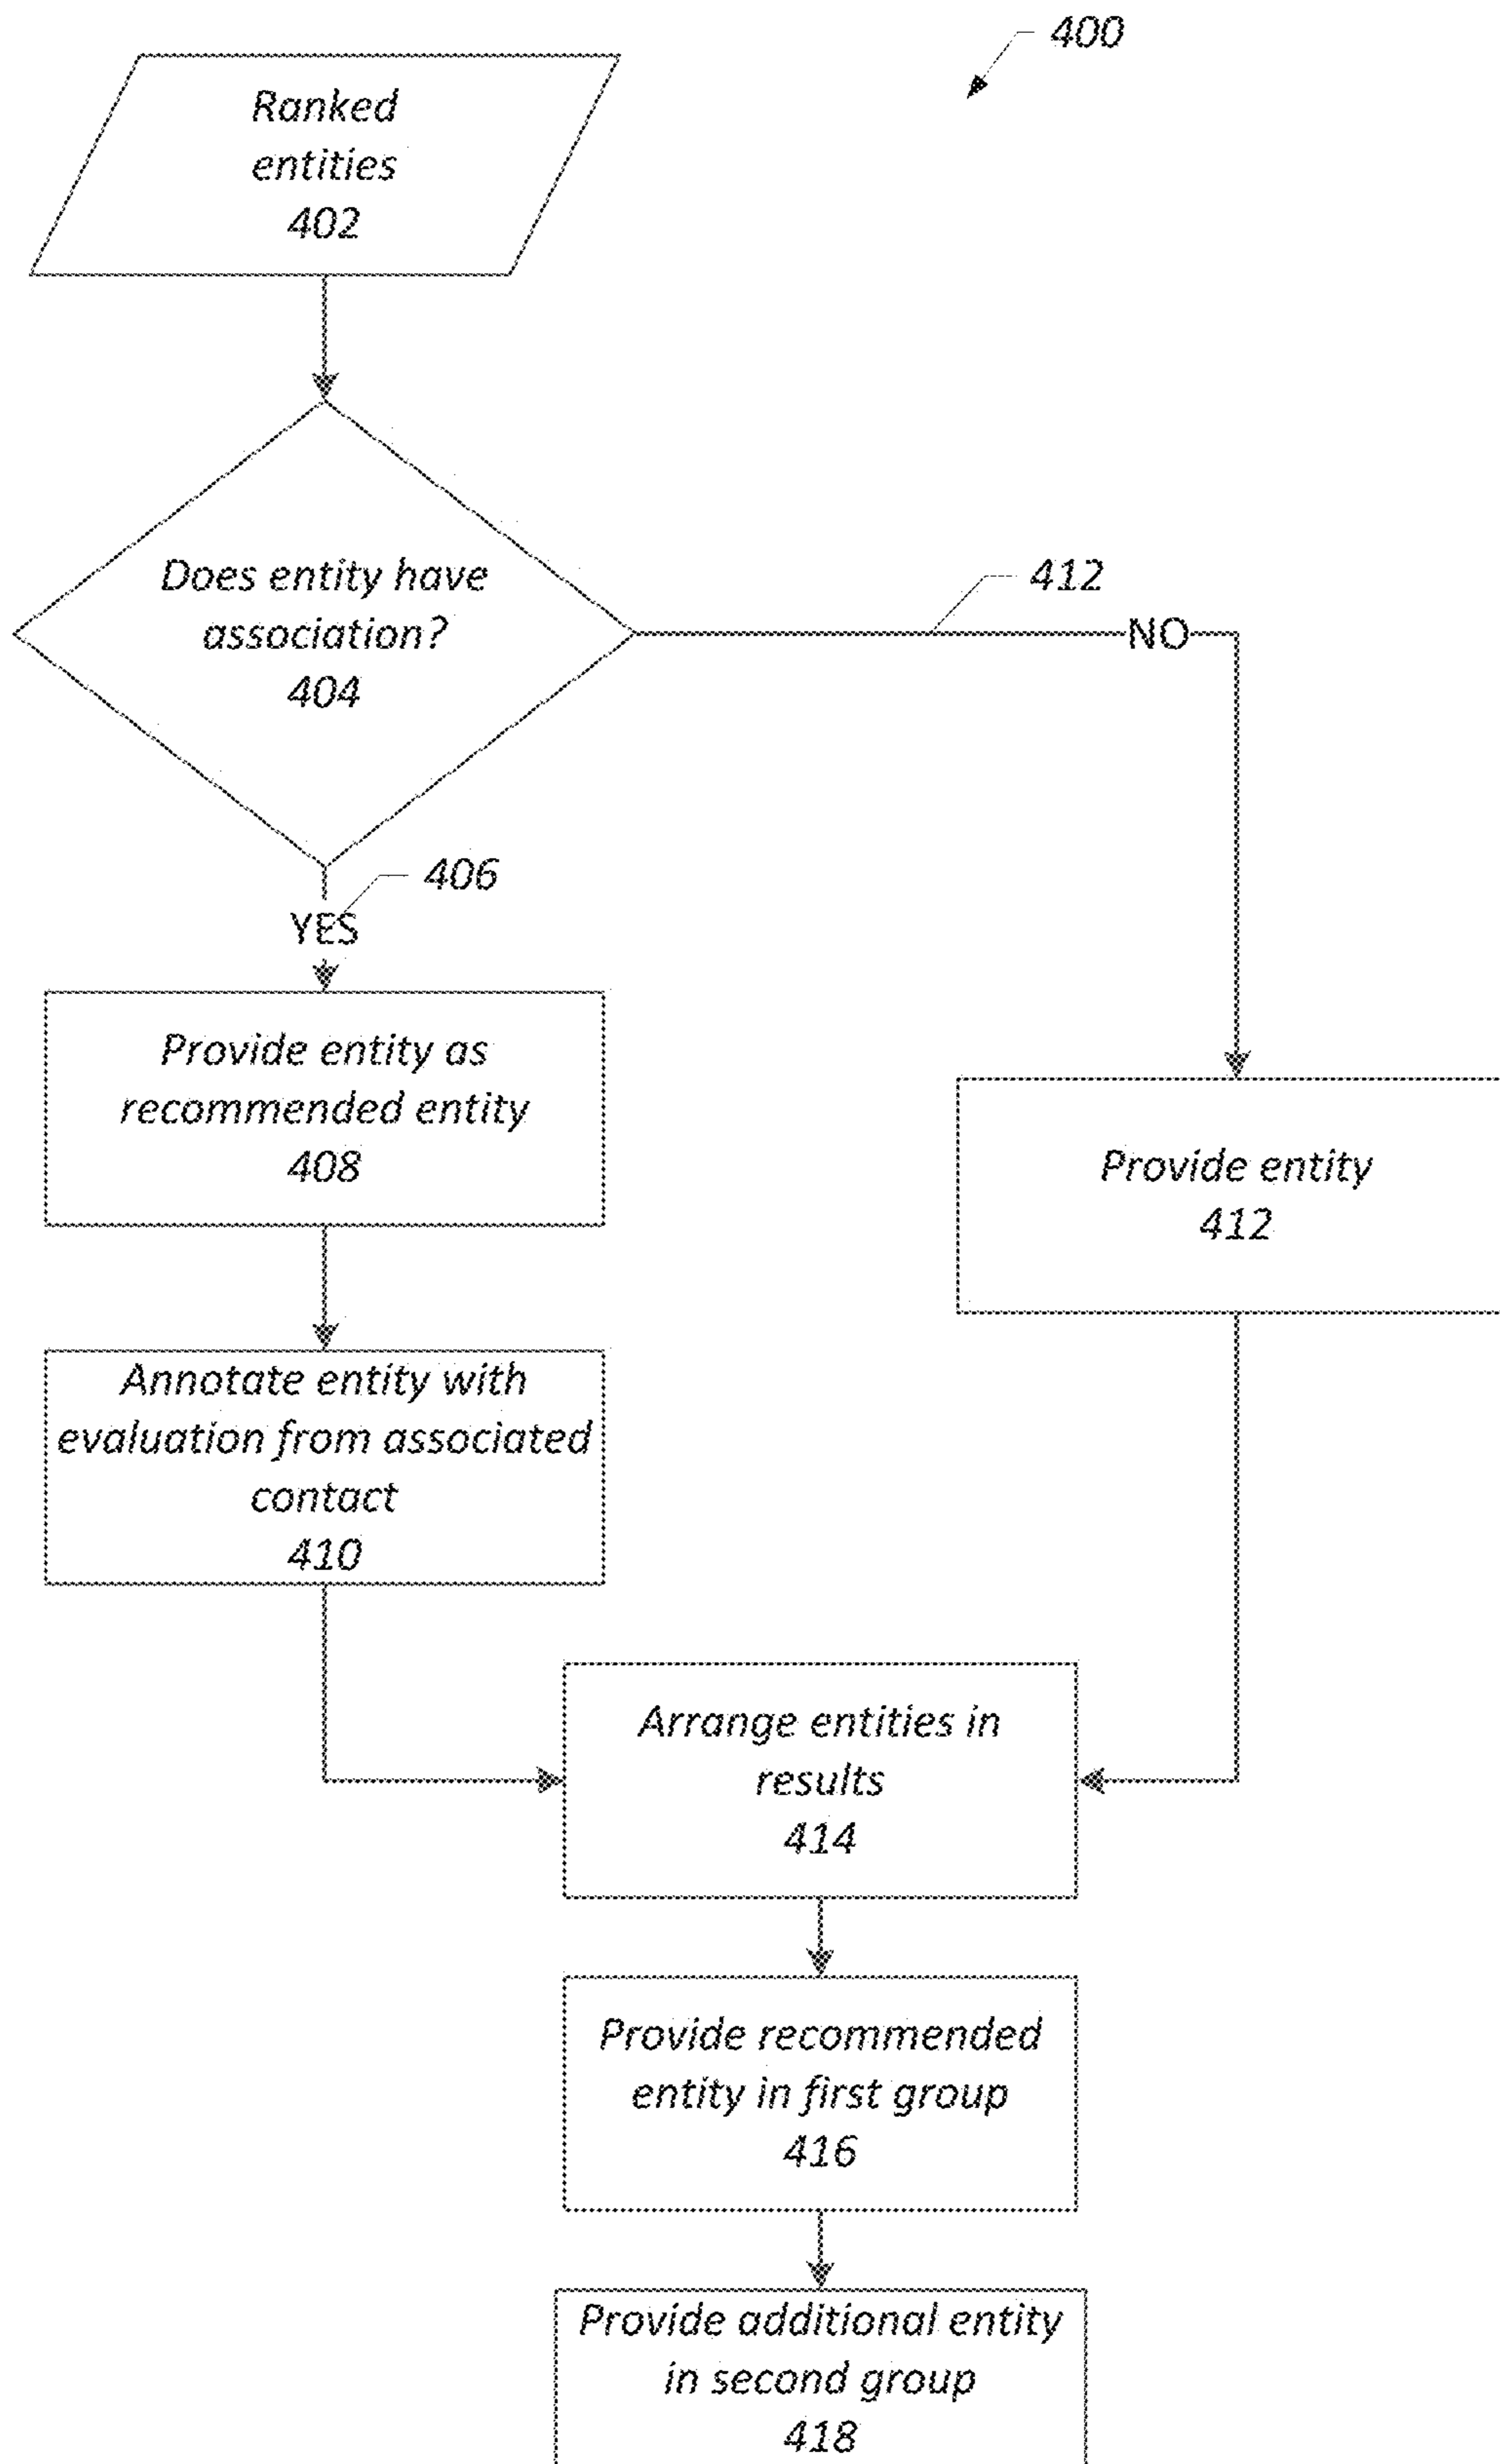 400
Ranked
entities
402
Does entity have
association?
404
412
NO
406
YES
Provide entity as
recommended entity
408
Provide entity
412
Annotate entity with
evaluation from associated
contact
410
Arrange entities in
results
414
Provide recommended
entity in first group
416
Provide additional entity
in second group
418